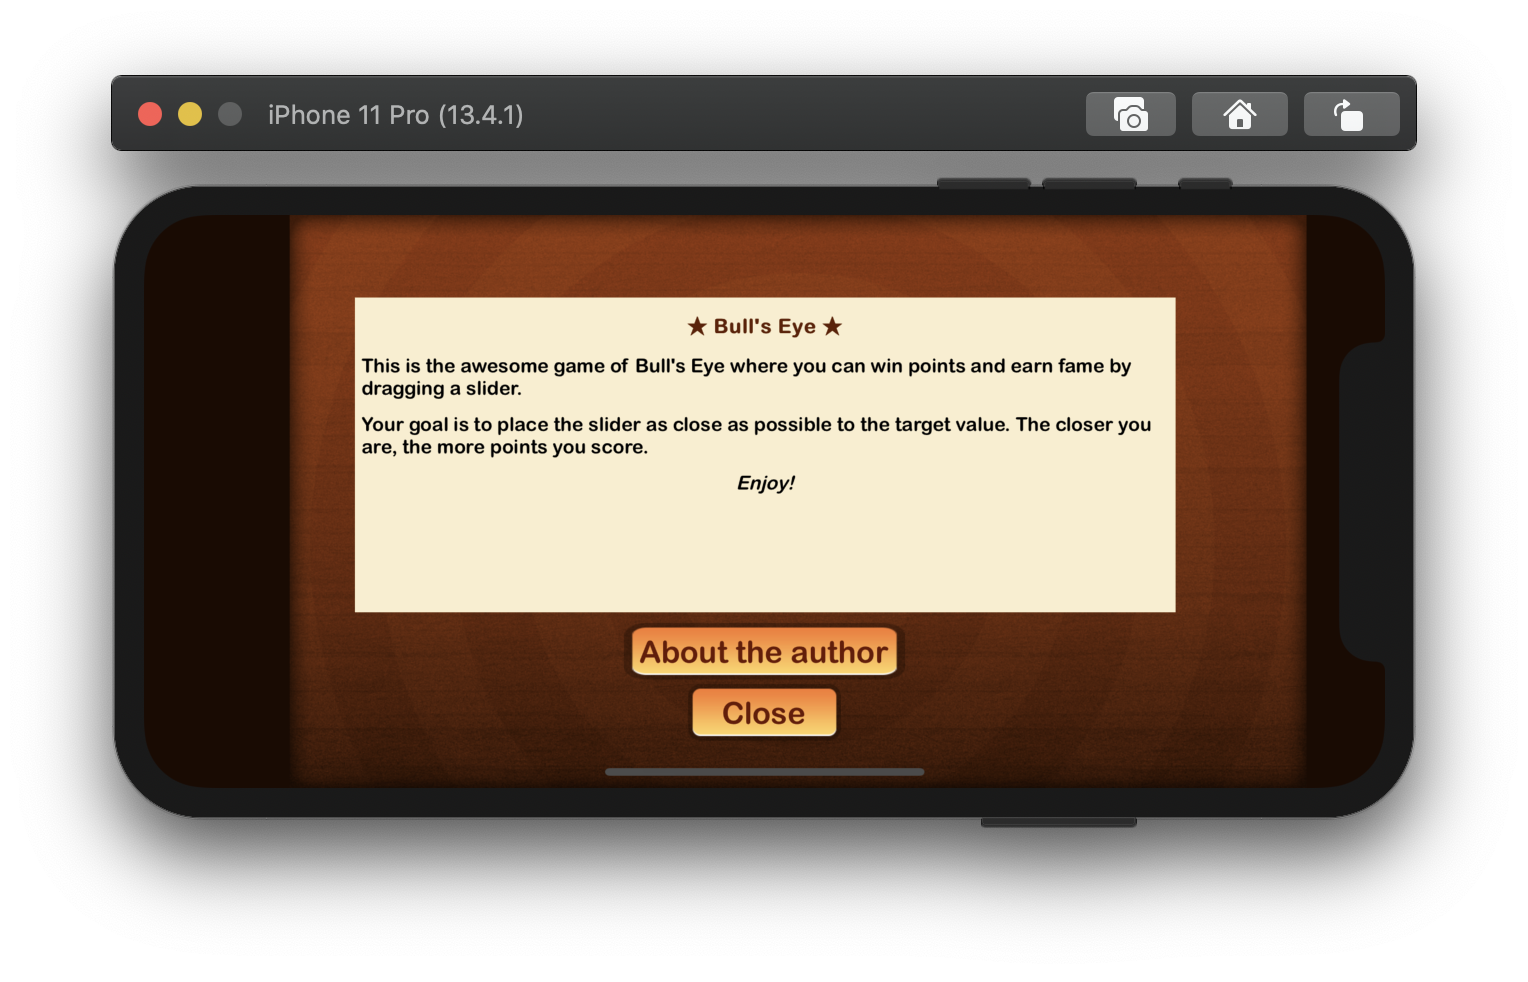 iPhone 11 Pro (13.4.1)
★ Bull's Eye ★
This is the awesome game of Bull's Eye where you can win points and earn fame by
dragging a slider.
Your goal is to place the slider as close as possible to the target value. The closer you
are, the more points you score.
Enjoy!
About the author
Close